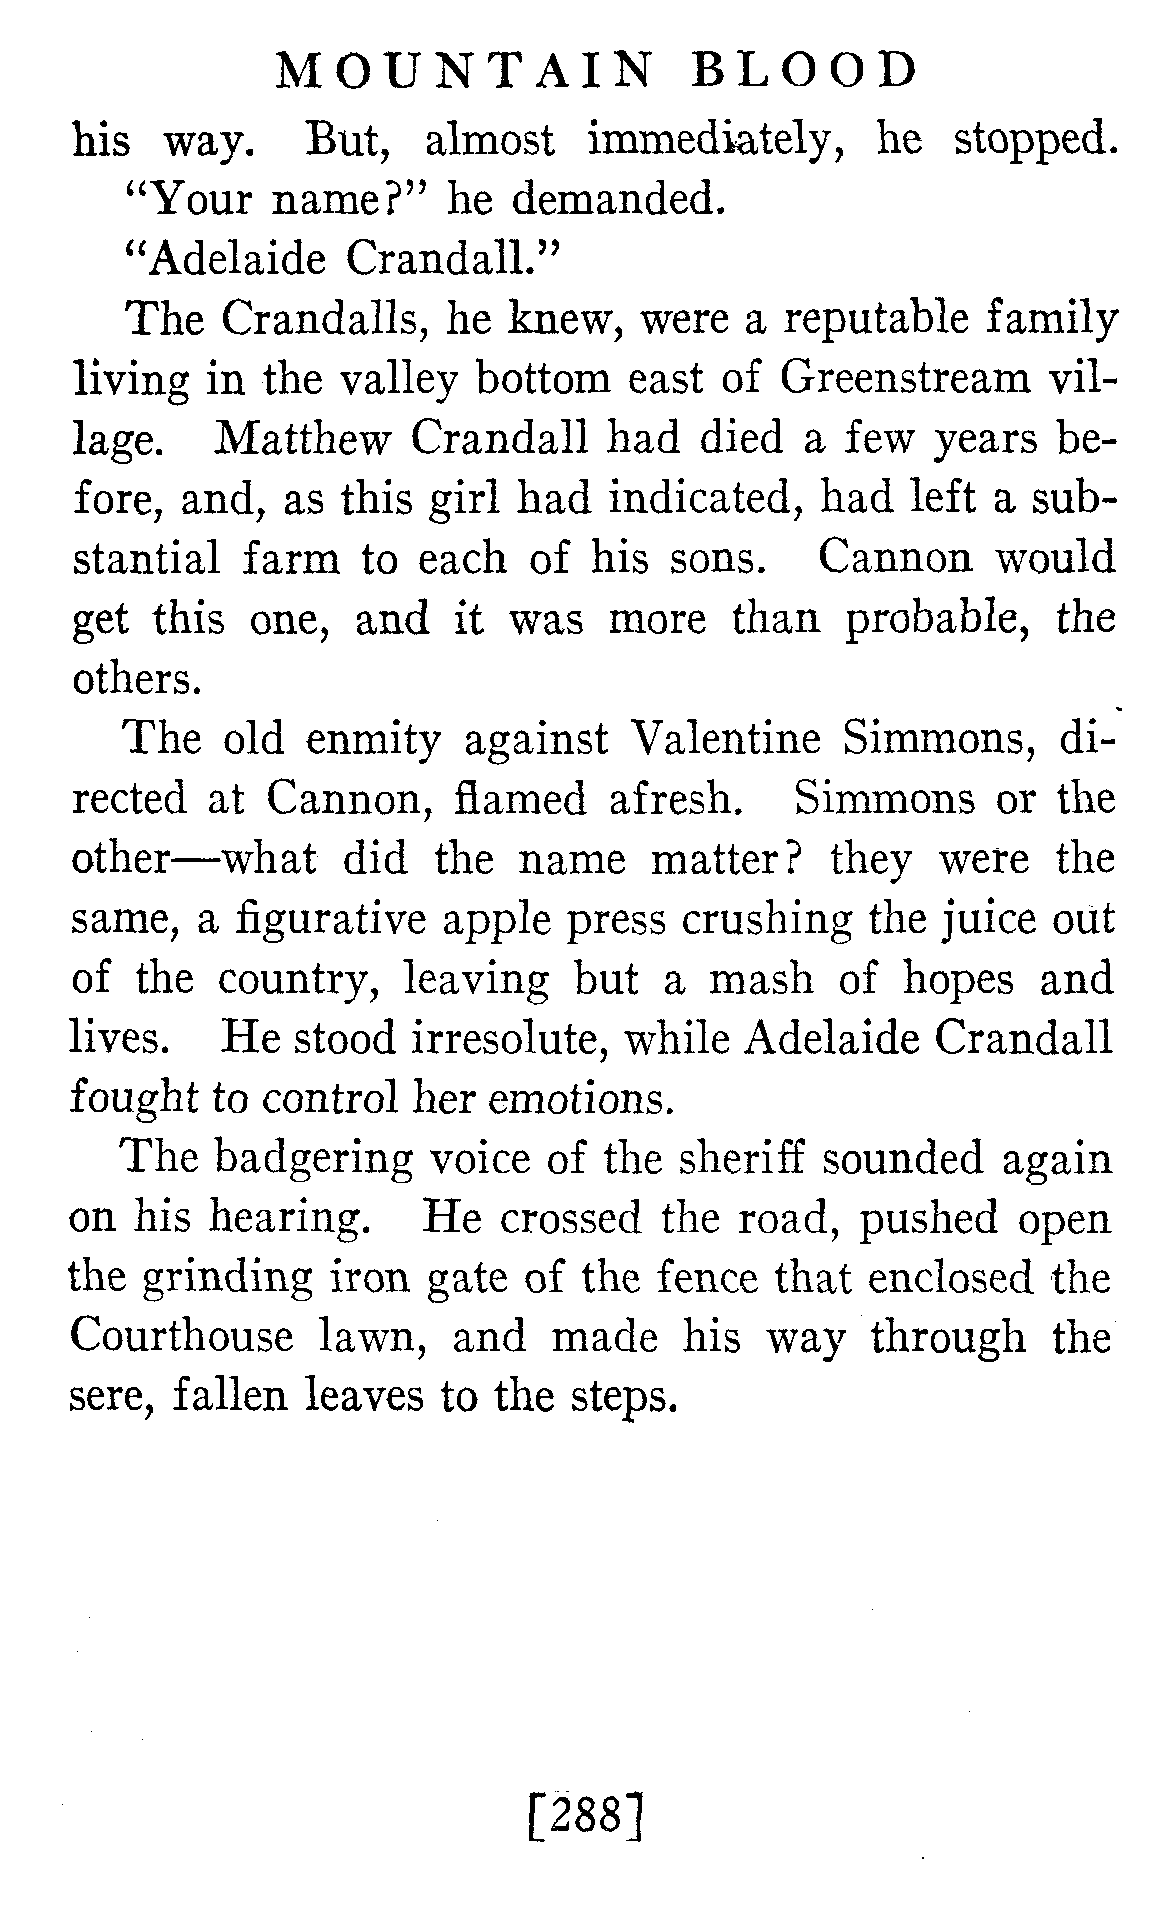 MOUNTAIN BLOOD
his way. But, almost immediately, he stopped.
“Your name?” he demanded.
“Adelaide Crandall.”
The Crandalls, he knew, were a reputable family
living in the valley bottom east of Greenstream vil-
lage. Matthew Crandall had died a few years be-
fore, and, as this girl had indicated, had left a sub-
stantial farm to each of his sons. Cannon would
get this one, and it was more than probable, the
others.
The old enmity against Valentine Simmons, di-
rected at Cannon, flamed afresh. Simmons or the
other—what did the name matter? they were the
same, a figurative apple press crushing the juice out
of the country, leaving but a mash of hopes and
lives. He stood irresolute, while Adelaide Crandall
fought to control her emotions.
The badgering voice of the sheriff sounded again
on his hearing. He crossed the road, pushed open
the grinding iron gate of the fence that enclosed the
Courthouse lawn, and made his way through the
sere, fallen leaves to the steps.
[288]